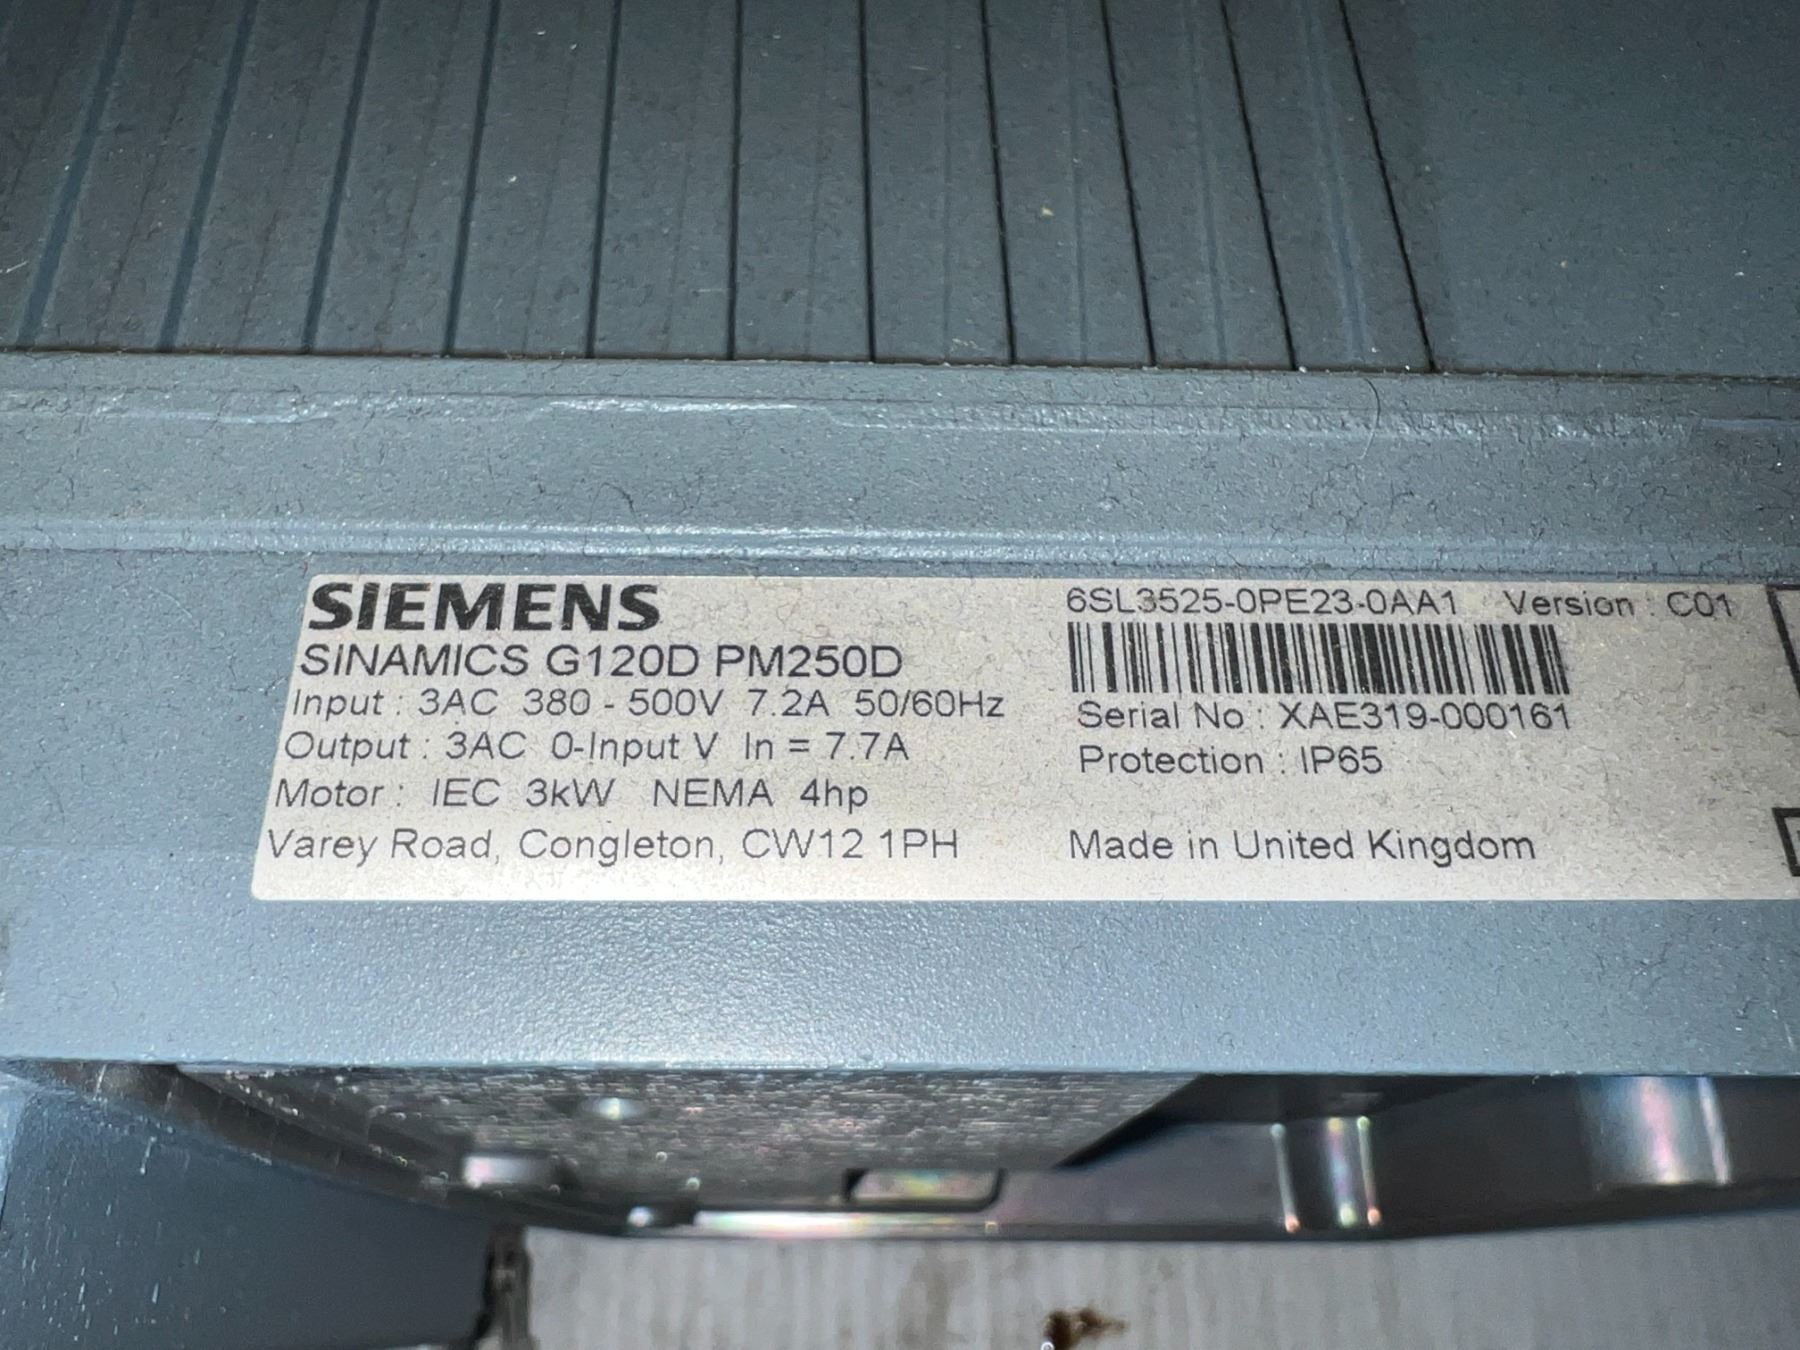 SIEMENS
SINAMICS G120D PM250D
Input : 3AC 380 - 500V 7.2A 50/60Hz
Output : 3AC 0-Input V In = 7.7A
Motor : IEC 3kW NEMA 4hp
Varey Road, Congleton, CW12 1PH
6SL3525-0PE23-0AA1 Version : C01
Serial No : XAE319-000161
Protection : IP65
Made in United Kingdom